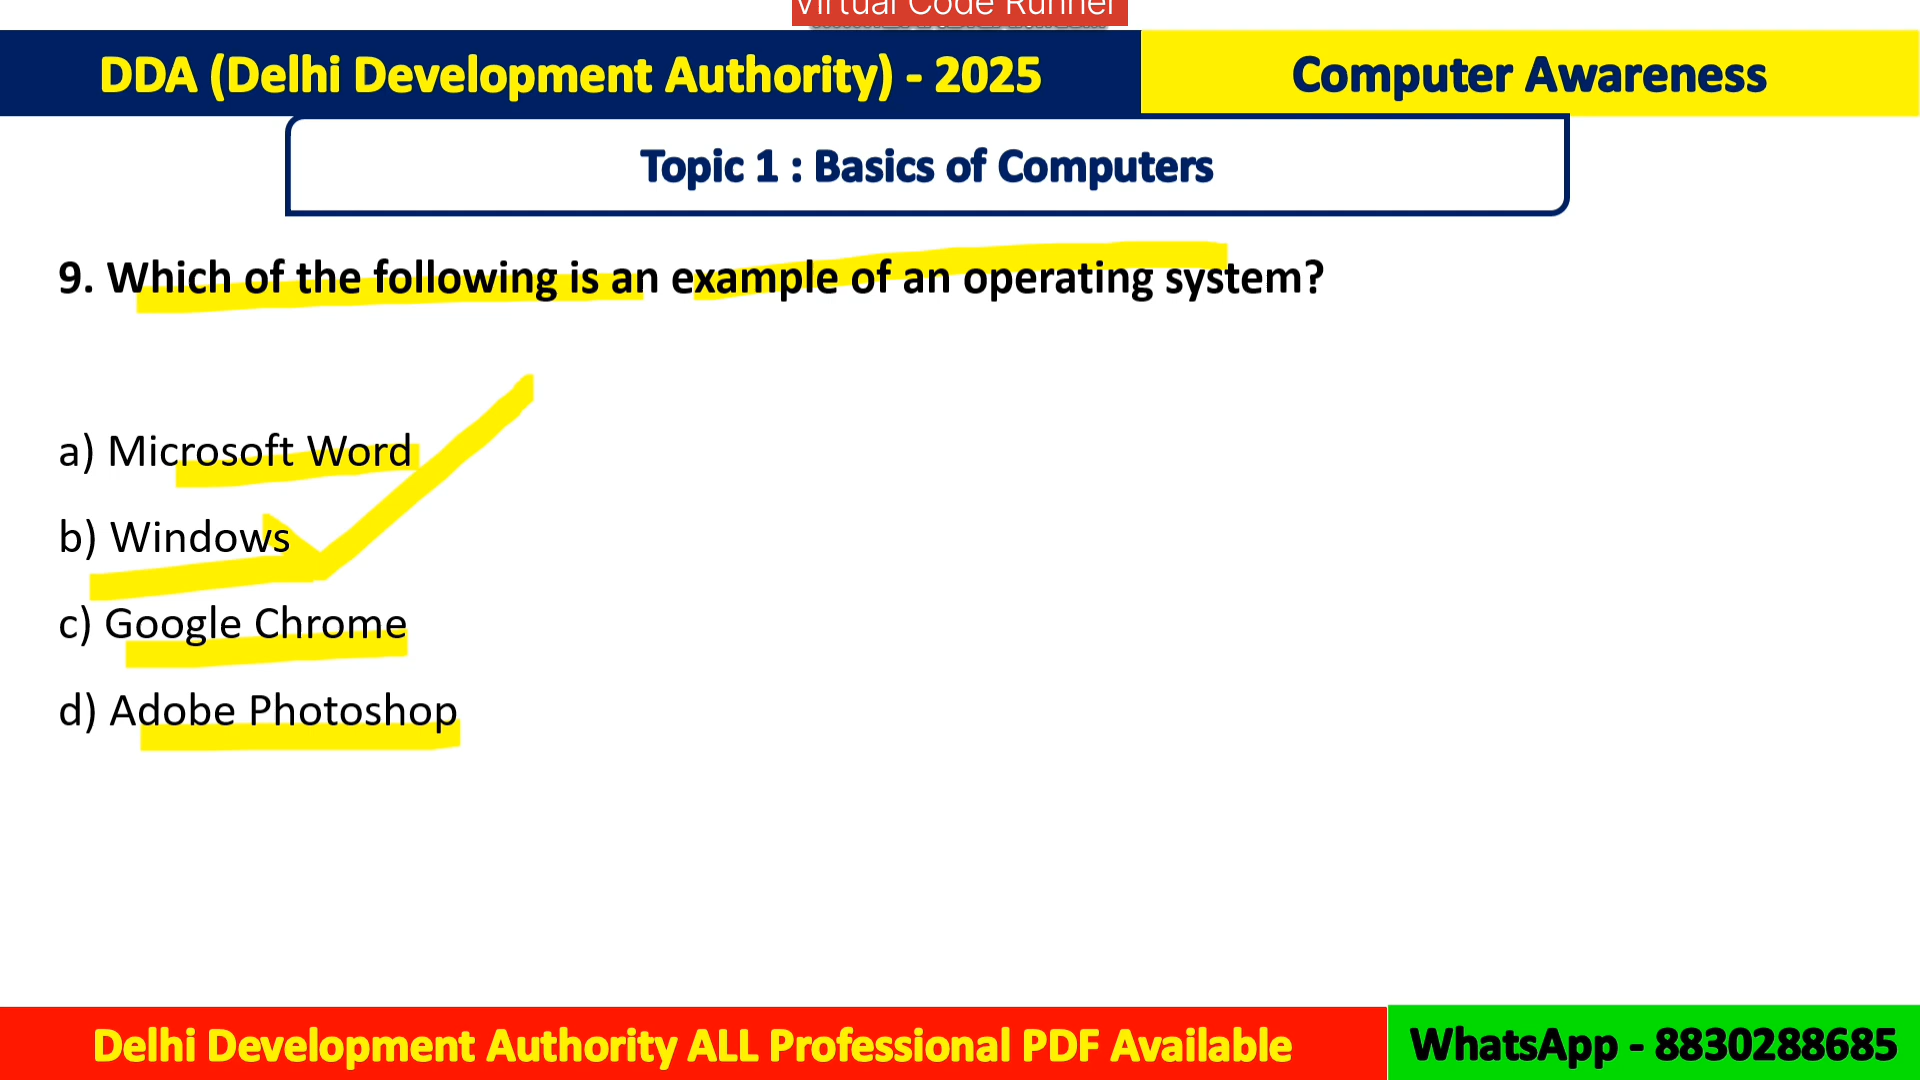 Virtual Code Runner
DDA (Delhi Development Authority) - 2025
Computer Awareness
Topic 1 : Basics of Computers
9. Which of the following is an example of an operating system?
a) Microsoft Word
b) Windows
c) Google Chrome
d) Adobe Photoshop
Delhi Development Authority ALL Professional PDF Available
WhatsApp - 8830288685